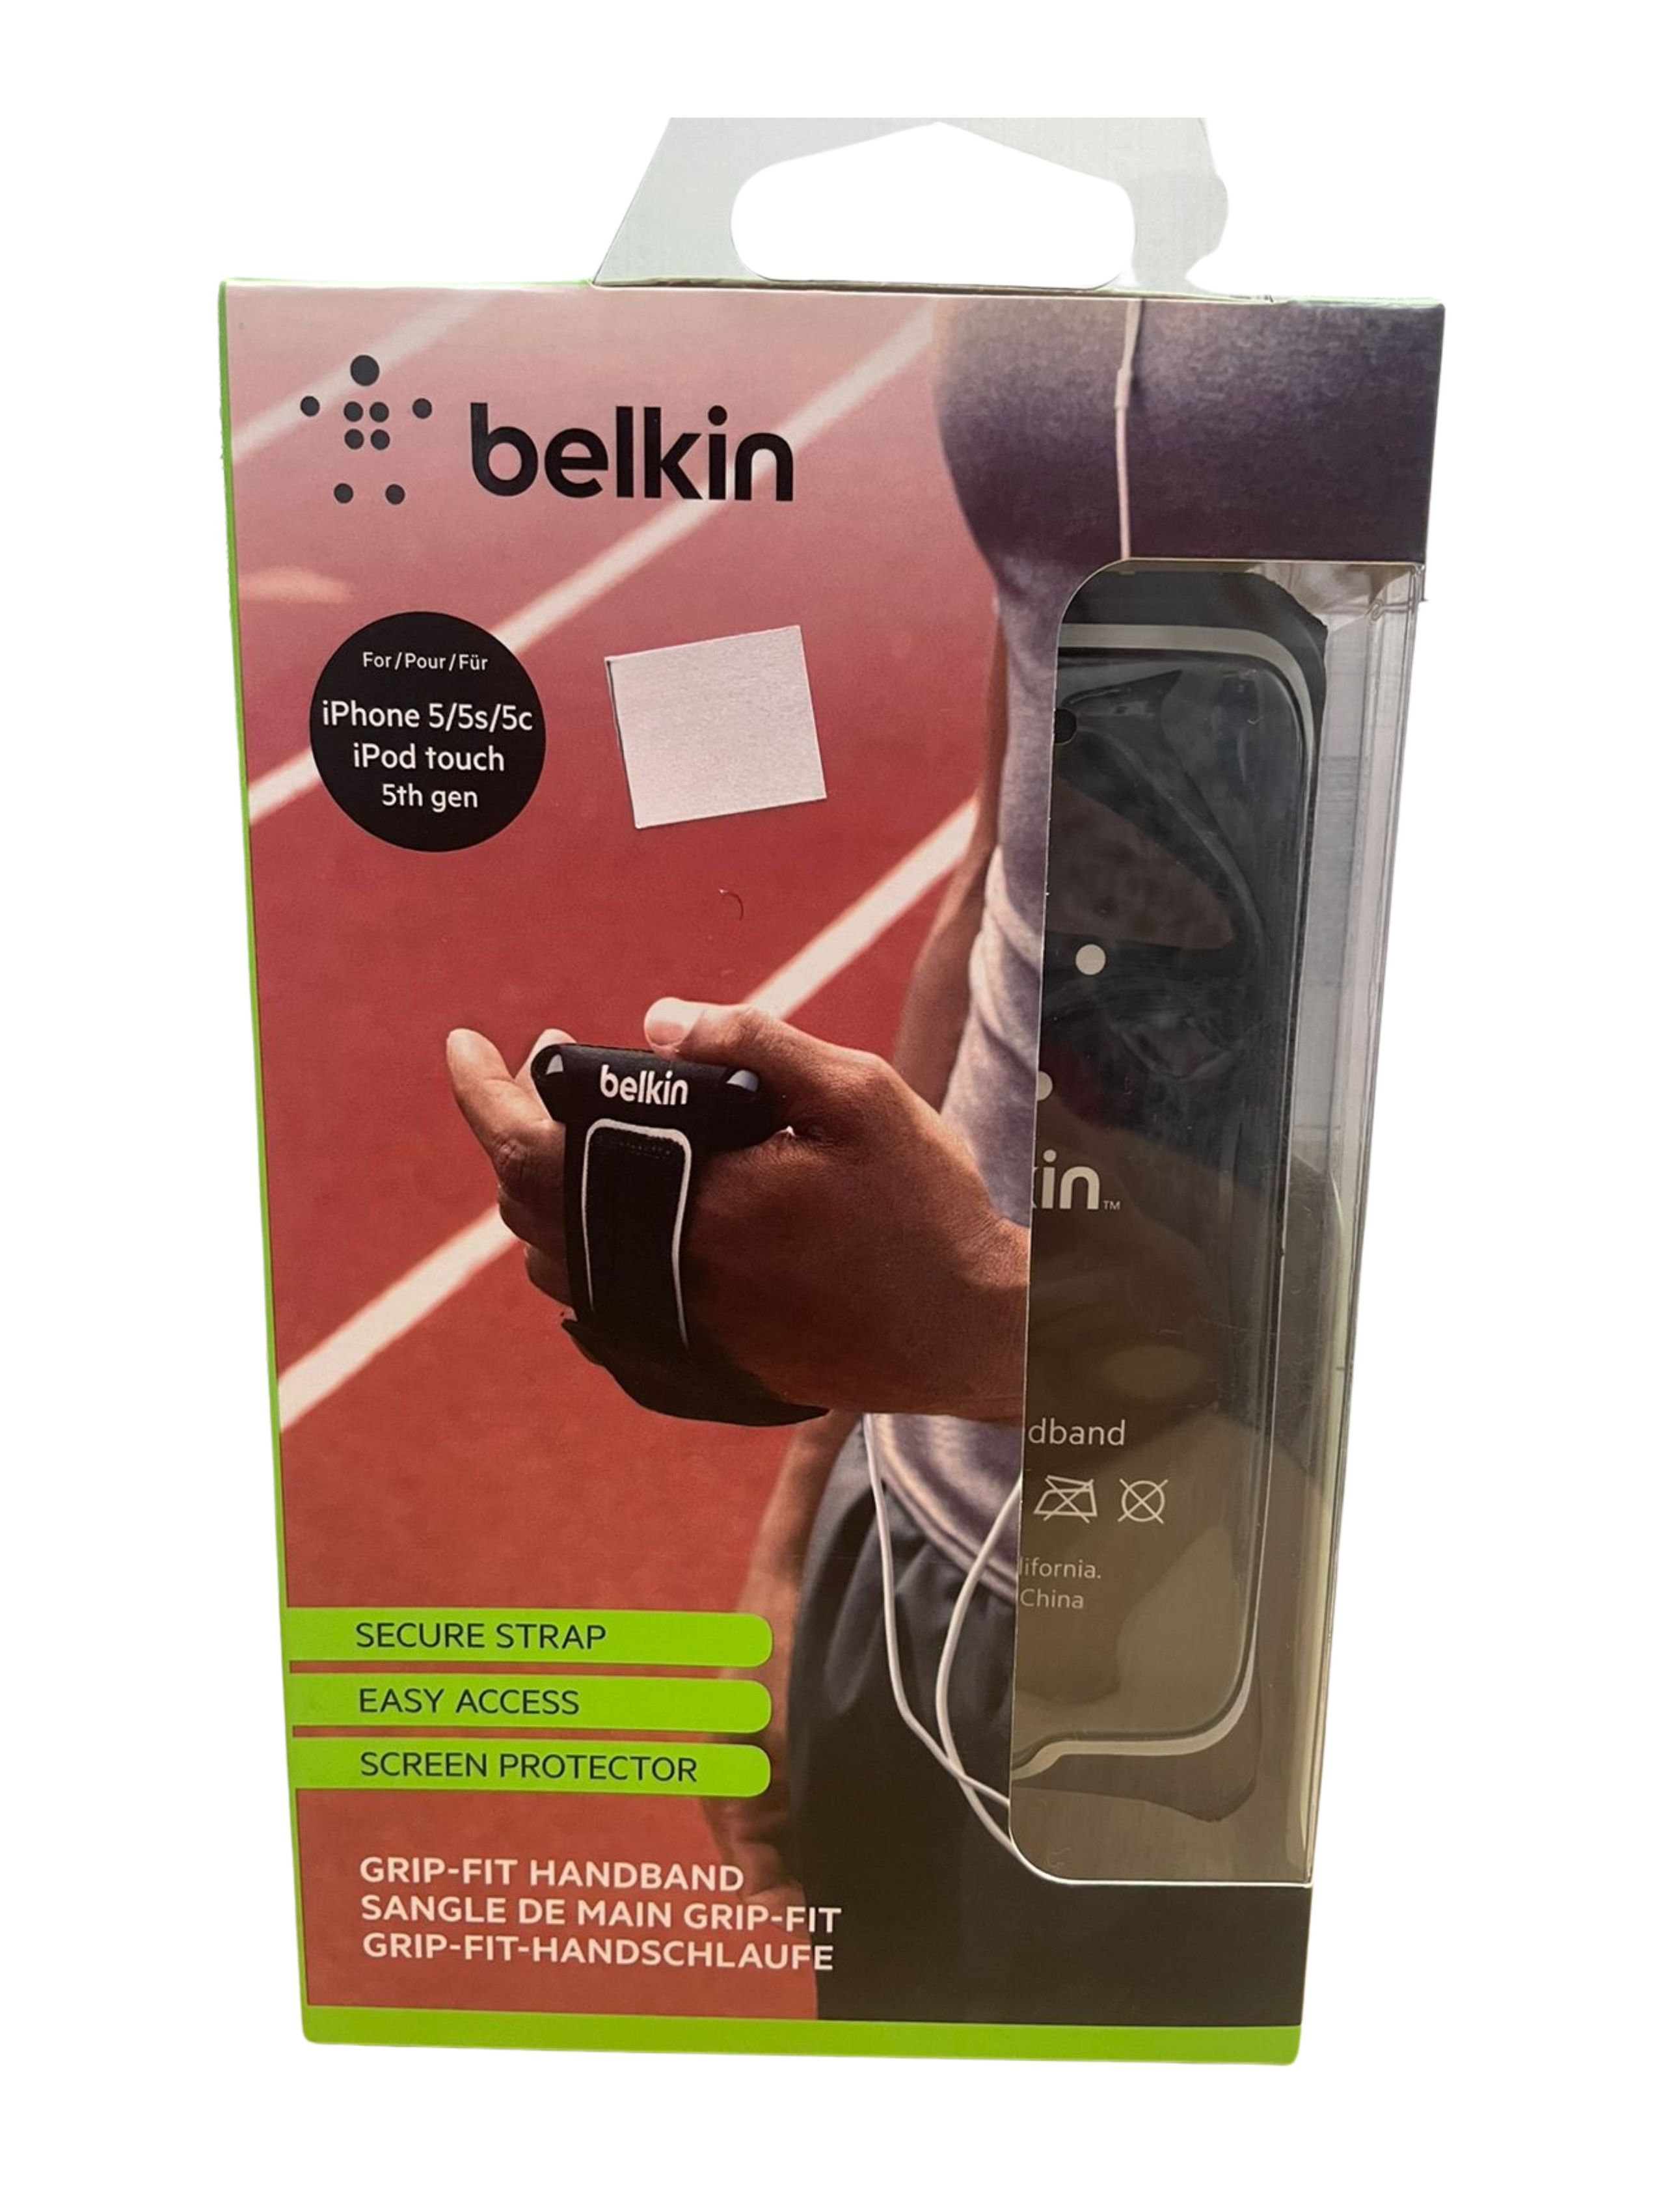 belkin
For/Pour/Für
iPhone 5/5s/5c
iPod touch
5th gen
belkin
in™
dband
lifornia.
China
SECURE STRAP
EASY ACCESS
SCREEN PROTECTOR
GRIP-FIT HANDBAND
SANGLE DE MAIN GRIP-FIT
GRIP-FIT-HANDSCHLAUFE